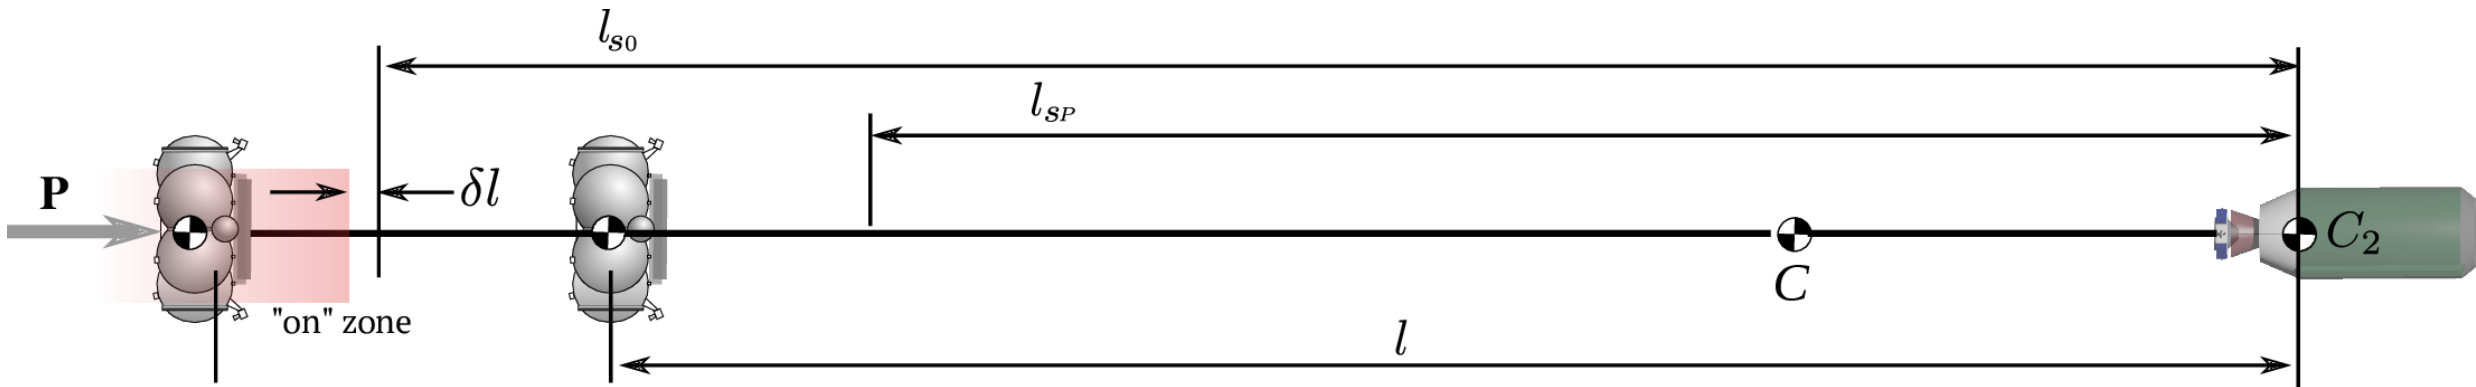 l_{s0}
l_{sP}
P
δl
C_2
C
"on" zone
l